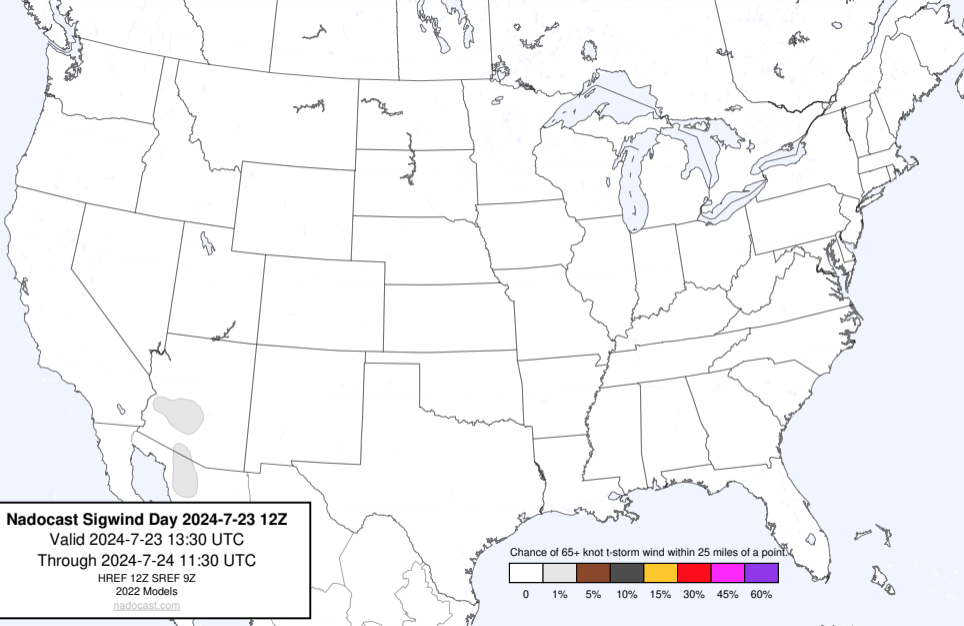 Nadocast Sigwind Day 2024-7-23 12Z
Valid 2024-7-23 13:30 UTC
Through 2024-7-24 11:30 UTC
HREF 12Z SREF 9Z
2022 Models
nadocast.com
Chance of 65+ knot t-storm wind within 25 miles of a point.
0 1% 5% 10% 15% 30% 45% 60%